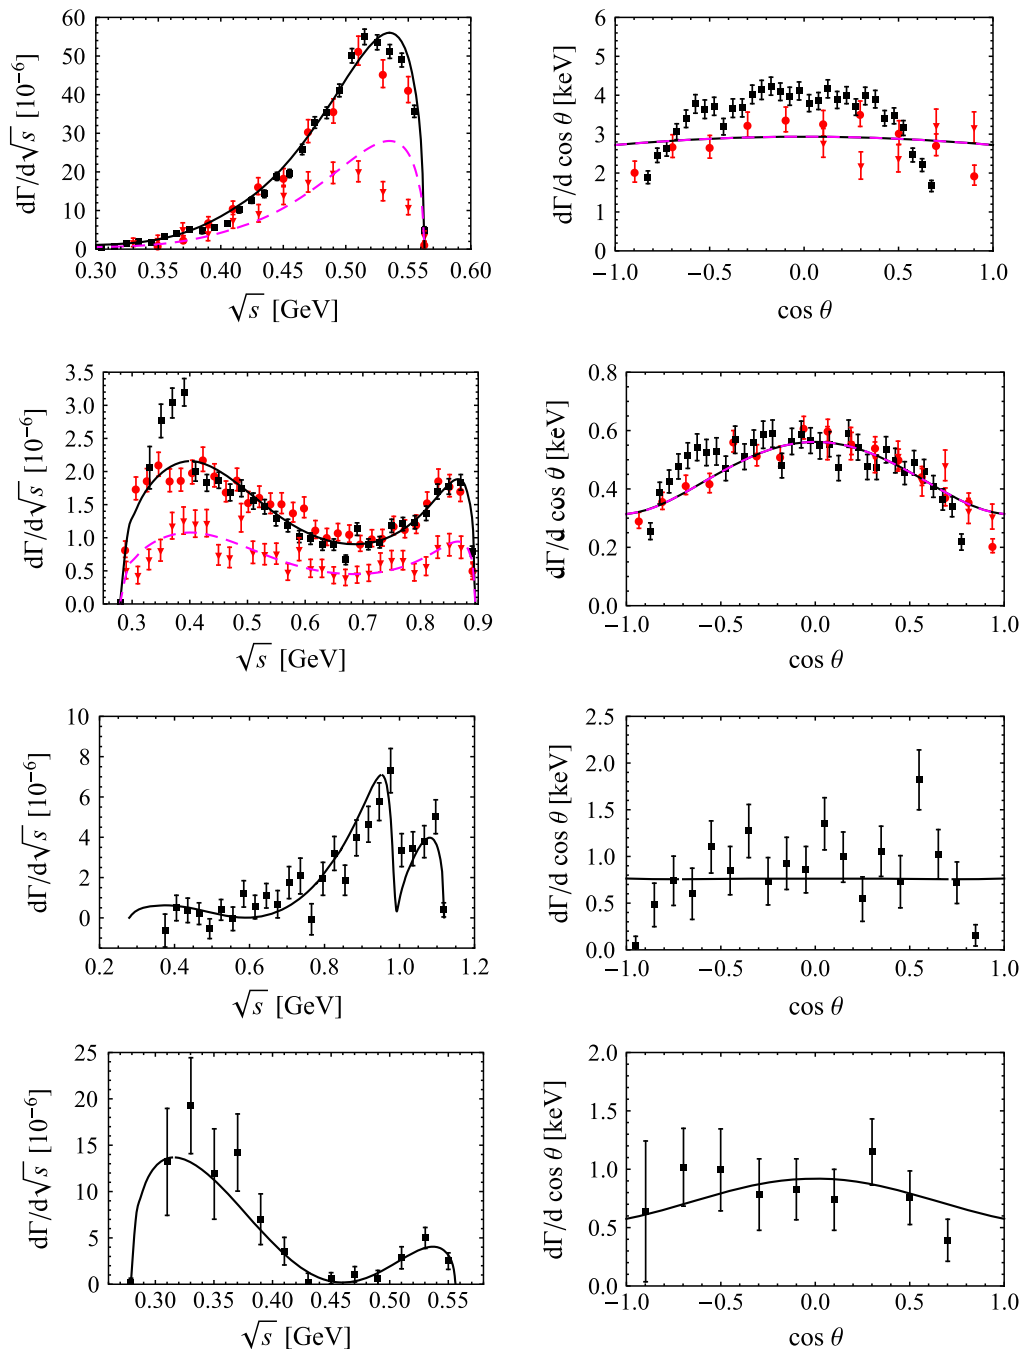 dΓ/d√s [10⁻⁶]
60
50
40
30
20
10
0
0.30 0.35 0.40 0.45 0.50 0.55 0.60
√s [GeV]
dΓ/d cos θ [keV]
6
5
4
3
2
1
0
−1.0 −0.5 0.0 0.5 1.0
cos θ
dΓ/d√s [10⁻⁶]
3.5
3.0
2.5
2.0
1.5
1.0
0.5
0.0
0.3 0.4 0.5 0.6 0.7 0.8 0.9
√s [GeV]
dΓ/d cos θ [keV]
0.8
0.6
0.4
0.2
0.0
−1.0 −0.5 0.0 0.5 1.0
cos θ
dΓ/d√s [10⁻⁶]
10
8
6
4
2
0
0.2 0.4 0.6 0.8 1.0 1.2
√s [GeV]
dΓ/d cos θ [keV]
2.5
2.0
1.5
1.0
0.5
0.0
−1.0 −0.5 0.0 0.5 1.0
cos θ
dΓ/d√s [10⁻⁶]
25
20
15
10
5
0
0.30 0.35 0.40 0.45 0.50 0.55
√s [GeV]
dΓ/d cos θ [keV]
2.0
1.5
1.0
0.5
0.0
−1.0 −0.5 0.0 0.5 1.0
cos θ